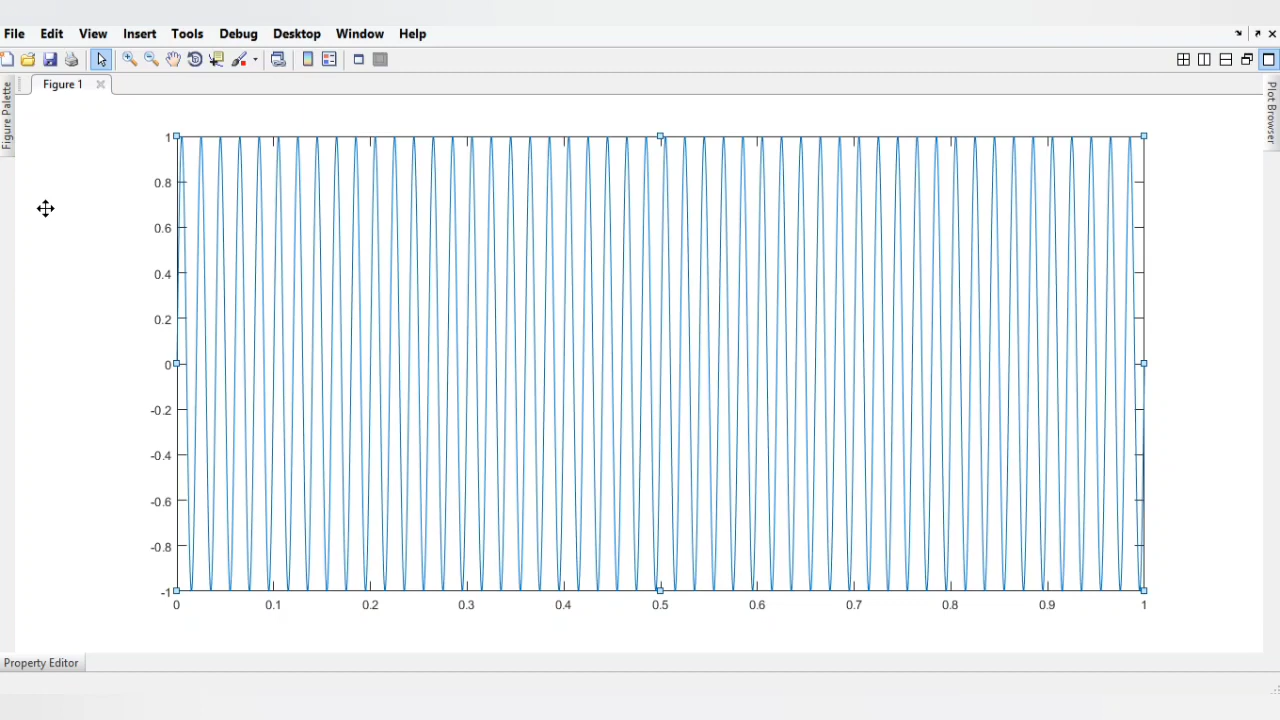 File Edit View Insert Tools Debug Desktop Window Help
Figure 1
Figure Palette
Plot Browser
1
0.8
0.6
0.4
0.2
0
-0.2
-0.4
-0.6
-0.8
-1
0 0.1 0.2 0.3 0.4 0.5 0.6 0.7 0.8 0.9 1
Property Editor